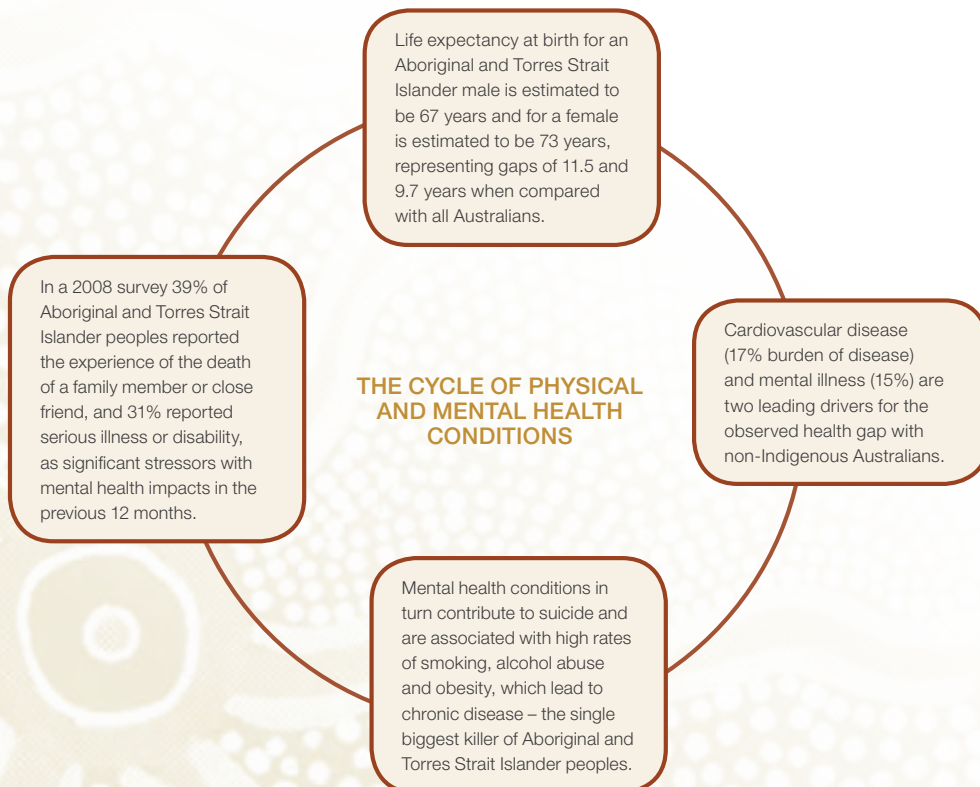 Life expectancy at birth for an
Aboriginal and Torres Strait
Islander male is estimated to
be 67 years and for a female
is estimated to be 73 years,
representing gaps of 11.5 and
9.7 years when compared
with all Australians.
In a 2008 survey 39% of
Aboriginal and Torres Strait
Islander peoples reported
the experience of the death
of a family member or close
friend, and 31% reported
serious illness or disability,
as significant stressors with
mental health impacts in the
previous 12 months.
THE CYCLE OF PHYSICAL
AND MENTAL HEALTH
CONDITIONS
Cardiovascular disease
(17% burden of disease)
and mental illness (15%) are
two leading drivers for the
observed health gap with
non-Indigenous Australians.
Mental health conditions in
turn contribute to suicide and
are associated with high rates
of smoking, alcohol abuse
and obesity, which lead to
chronic disease – the single
biggest killer of Aboriginal and
Torres Strait Islander peoples.